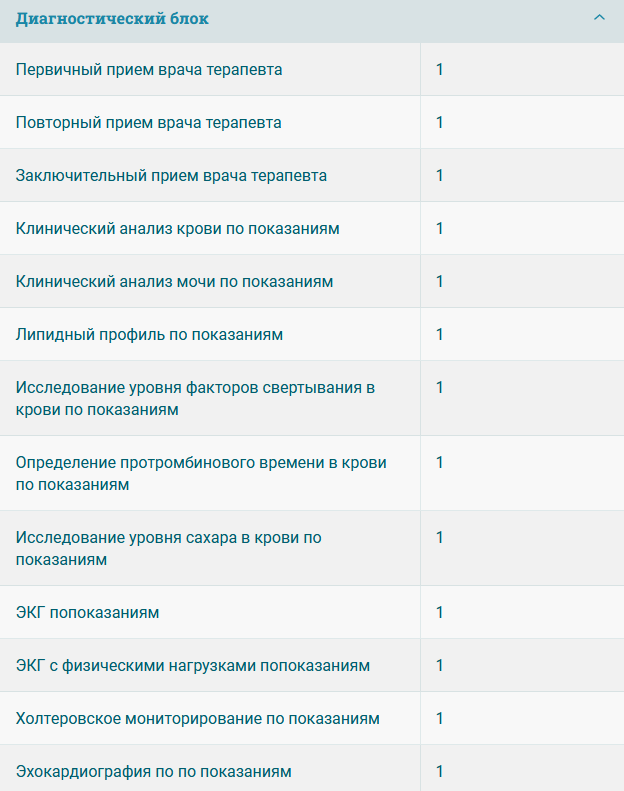 Диагностический блок
Первичный прием врача терапевта 1
Повторный прием врача терапевта 1
Заключительный прием врача терапевта 1
Клинический анализ крови по показаниям 1
Клинический анализ мочи по показаниям 1
Липидный профиль по показаниям 1
Исследование уровня факторов свертывания в 1
крови по показаниям
Определение протромбинового времени в крови 1
по показаниям
Исследование уровня сахара в крови по 1
показаниям
ЭКГ попоказаниям 1
ЭКГ с физическими нагрузками попоказаниям 1
Холтеровское мониторирование по показаниям 1
Эхокардиография по по показаниям 1